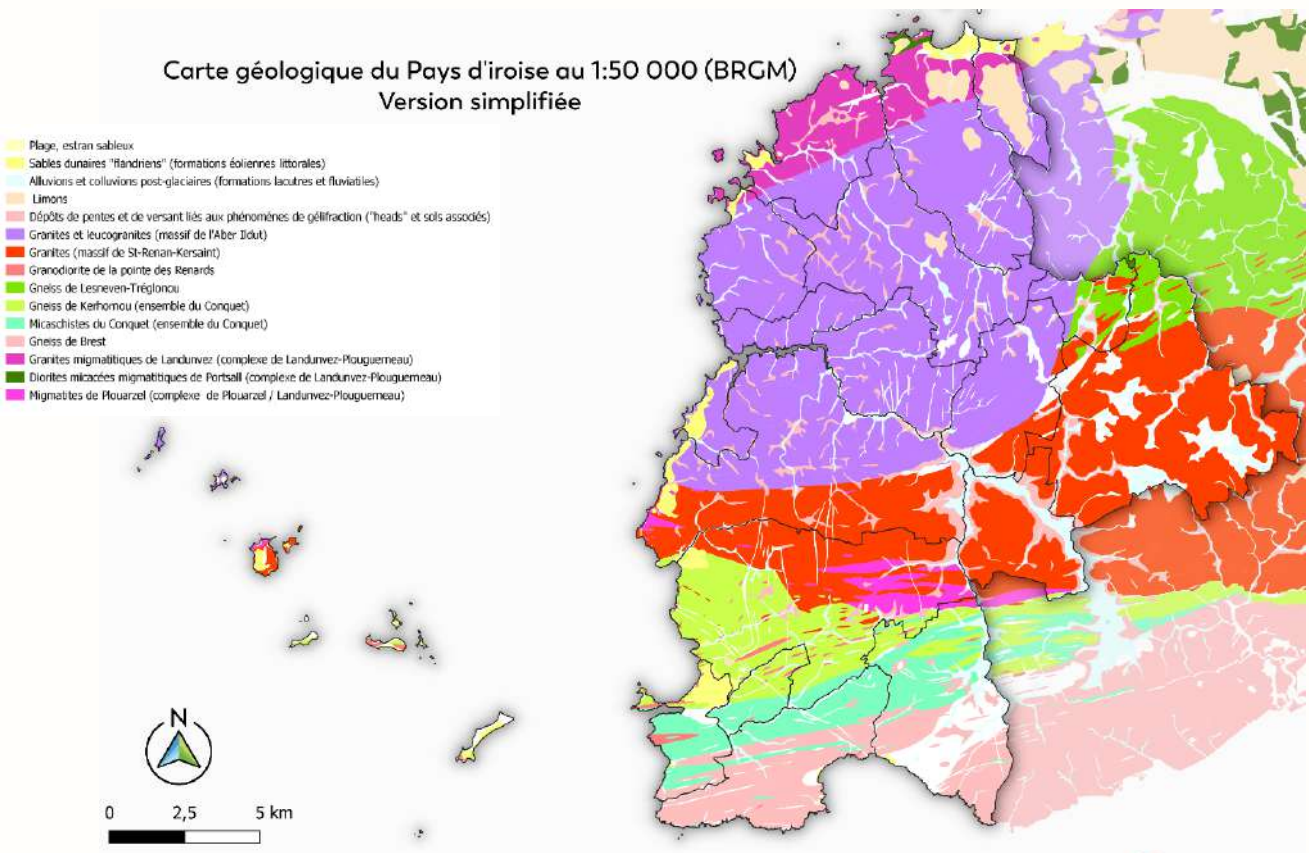 Carte géologique du Pays d'iroise au 1:50 000 (BRGM)
Version simplifiée
Plage, estran sableux
Sables dunaires "flandriens" (formations éoliennes littorales)
Alluvions et colluvions post-glaciaires (formations lacutres et fluviatiles)
Limons
Dépôts de pentes et de versant liés aux phénomènes de gélifraction ("heads" et sols associés)
Granites et leucogranites (massif de l'Aber Ildut)
Granites (massif de St-Renan-Kersaint)
Granodiorite de la pointe des Renards
Gneiss de Lesneven-Tréglonou
Gneiss de Kerhornou (ensemble du Conquet)
Micaschistes du Conquet (ensemble du Conquet)
Gneiss de Brest
Granites migmatitiques de Landunvez (complexe de Landunvez-Plouguerneau)
Diorites micacées migmatitiques de Portsall (complexe de Landunvez-Plouguerneau)
Migmatites de Plouarzel (complexe de Plouarzel / Landunvez-Plouguerneau)
N
0 2,5 5 km